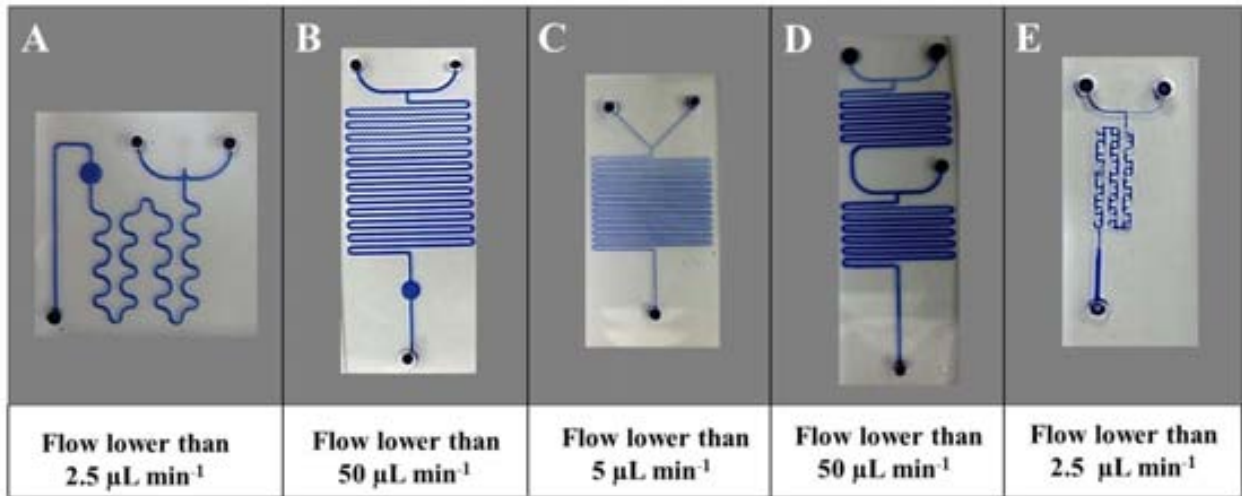 A
B
C
D
E
Flow lower than
2.5 µL min-1
Flow lower than
50 µL min-1
Flow lower than
5 µL min-1
Flow lower than
50 µL min-1
Flow lower than
2.5 µL min-1